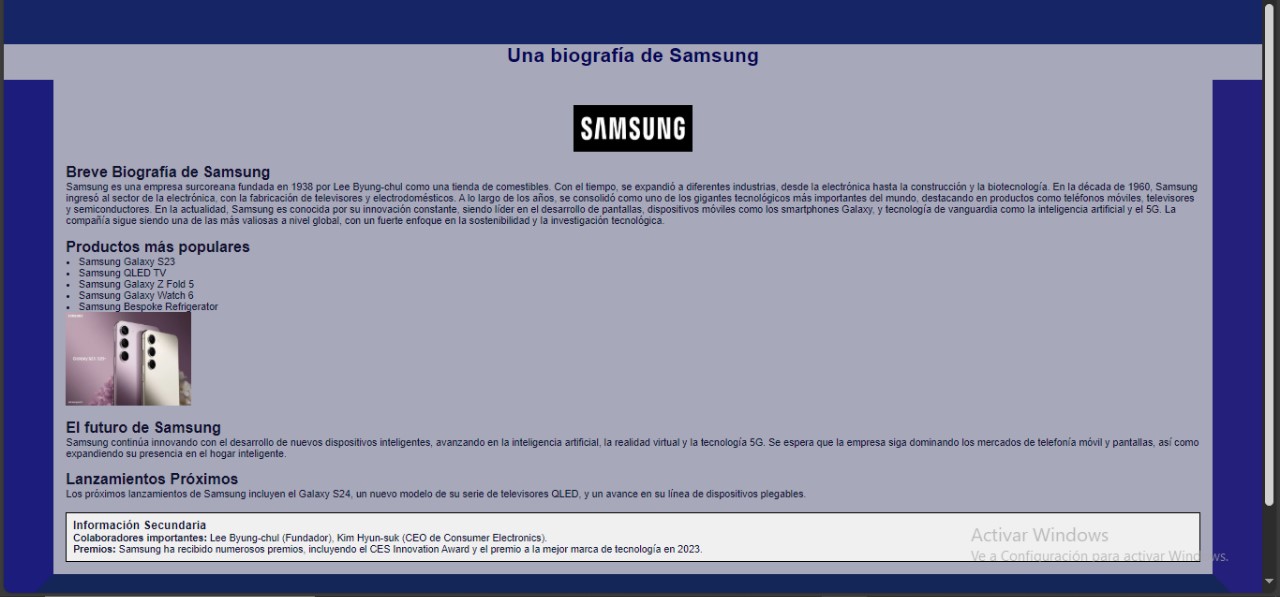 Una biografía de Samsung
SAMSUNG
Breve Biografía de Samsung
Samsung es una empresa surcoreana fundada en 1938 por Lee Byung-chul como una tienda de comestibles. Con el tiempo, se expandió a diferentes industrias, desde la electrónica hasta la construcción y la biotecnología. En la década de 1960, Samsung
ingresó al sector de la electrónica, con la fabricación de televisores y electrodomésticos. A lo largo de los años, se consolidó como uno de los gigantes tecnológicos más importantes del mundo, destacando en productos como teléfonos móviles, televisores
y semiconductores. En la actualidad, Samsung es conocida por su innovación constante, siendo líder en el desarrollo de pantallas, dispositivos móviles como los smartphones Galaxy, y tecnología de vanguardia como la inteligencia artificial y el 5G. La
compañía sigue siendo una de las más valiosas a nivel global, con un fuerte enfoque en la sostenibilidad y la investigación tecnológica.
Productos más populares
• Samsung Galaxy S23
• Samsung QLED TV
• Samsung Galaxy Z Fold 5
• Samsung Galaxy Watch 6
• Samsung Bespoke Refrigerator
El futuro de Samsung
Samsung continúa innovando con el desarrollo de nuevos dispositivos inteligentes, avanzando en la inteligencia artificial, la realidad virtual y la tecnología 5G. Se espera que la empresa siga dominando los mercados de telefonía móvil y pantallas, así como
expandiendo su presencia en el hogar inteligente.
Lanzamientos Próximos
Los próximos lanzamientos de Samsung incluyen el Galaxy S24, un nuevo modelo de su serie de televisores QLED, y un avance en su línea de dispositivos plegables.
Información Secundaria
Colaboradores importantes: Lee Byung-chul (Fundador), Kim Hyun-suk (CEO de Consumer Electronics).
Premios: Samsung ha recibido numerosos premios, incluyendo el CES Innovation Award y el premio a la mejor marca de tecnología en 2023.
Activar Windows
Ve a Configuración para activar Windows.